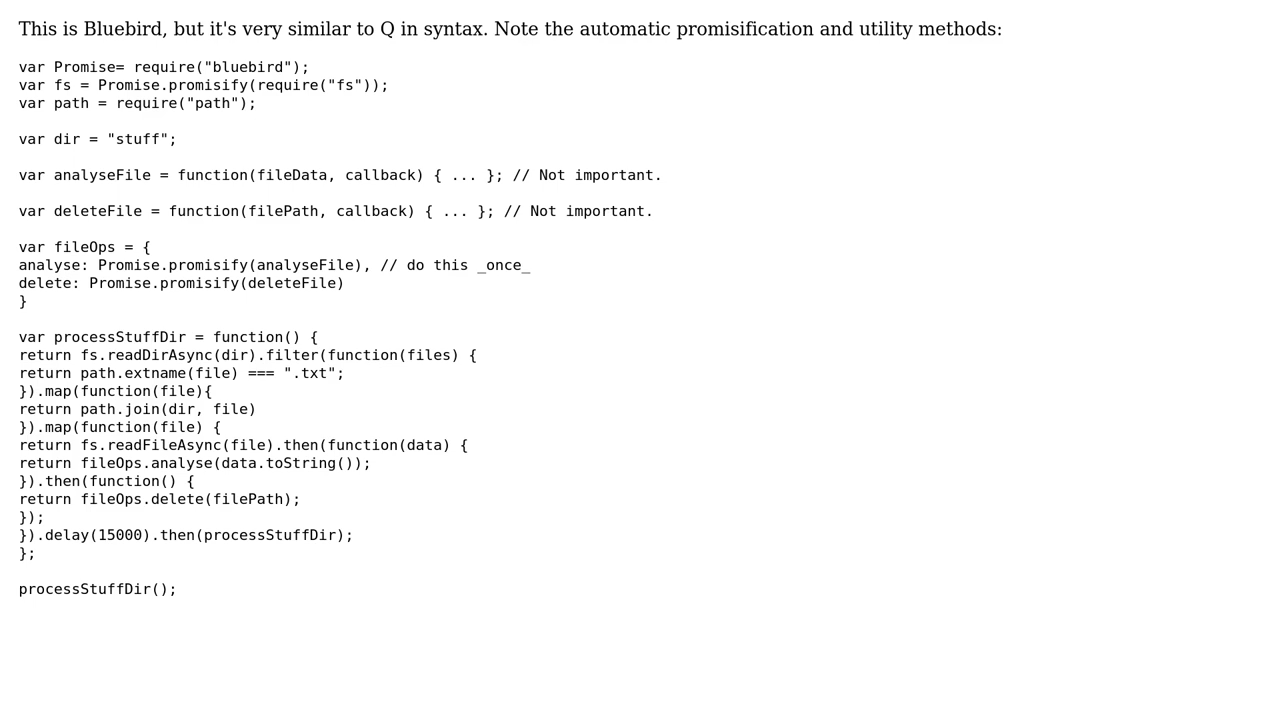 This is Bluebird, but it's very similar to Q in syntax. Note the automatic promisification and utility methods:
var Promise= require("bluebird");
var fs = Promise.promisify(require("fs"));
var path = require("path");
var dir = "stuff";
var analyseFile = function(fileData, callback) { ... }; // Not important.
var deleteFile = function(filePath, callback) { ... }; // Not important.
var fileOps = {
analyse: Promise.promisify(analyseFile), // do this _once_
delete: Promise.promisify(deleteFile)
}
var processStuffDir = function() {
return fs.readDirAsync(dir).filter(function(files) {
return path.extname(file) === ".txt";
}).map(function(file){
return path.join(dir, file)
}).map(function(file) {
return fs.readFileAsync(file).then(function(data) {
return fileOps.analyse(data.toString());
}).then(function() {
return fileOps.delete(filePath);
});
}).delay(15000).then(processStuffDir);
};
processStuffDir();